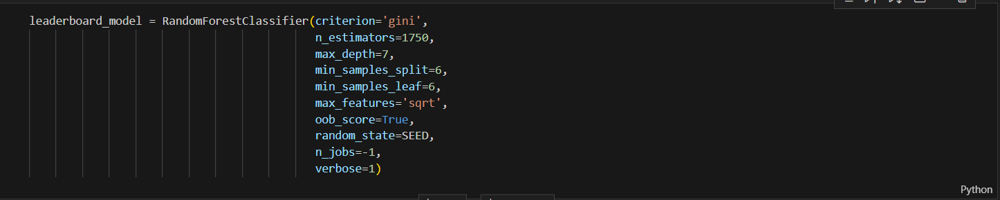 leaderboard_model = RandomForestClassifier(criterion='gini',
n_estimators=1750,
max_depth=7,
min_samples_split=6,
min_samples_leaf=6,
max_features='sqrt',
oob_score=True,
random_state=SEED,
n_jobs=-1,
verbose=1)
Python